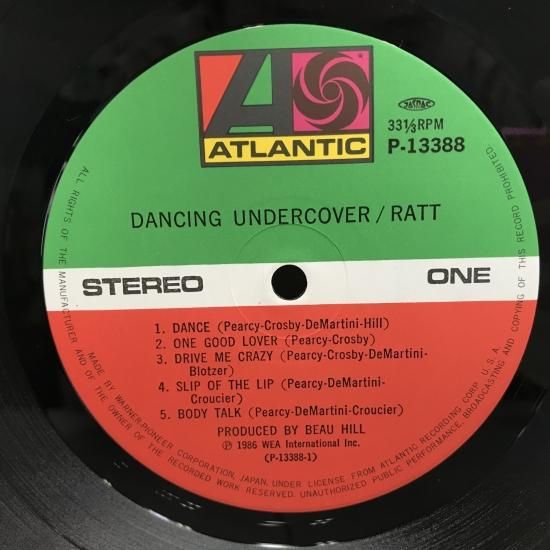 ATLANTIC
JASRAC
33 1/3 RPM
P-13388
DANCING UNDERCOVER / RATT
STEREO
ONE
1. DANCE (Pearcy-Crosby-DeMartini-Hill)
2. ONE GOOD LOVER (Pearcy-Crosby)
3. DRIVE ME CRAZY (Pearcy-Crosby-DeMartini-
Blotzer)
4. SLIP OF THE LIP (Pearcy-DeMartini-
Croucier)
5. BODY TALK (Pearcy-DeMartini-Croucier)
PRODUCED BY BEAU HILL
Ⓟ 1986 WEA International Inc.
(P-13388-1)
ALL RIGHTS OF THE MANUFACTURER AND OF THE OWNER OF THE RECORDED WORK RESERVED. UNAUTHORIZED PUBLIC PERFORMANCE, BROADCASTING AND COPYING OF THIS RECORD PROHIBITED.
MADE BY WARNER-PIONEER CORPORATION, JAPAN, UNDER LICENSE FROM ATLANTIC RECORDING CORP. U.S.A.